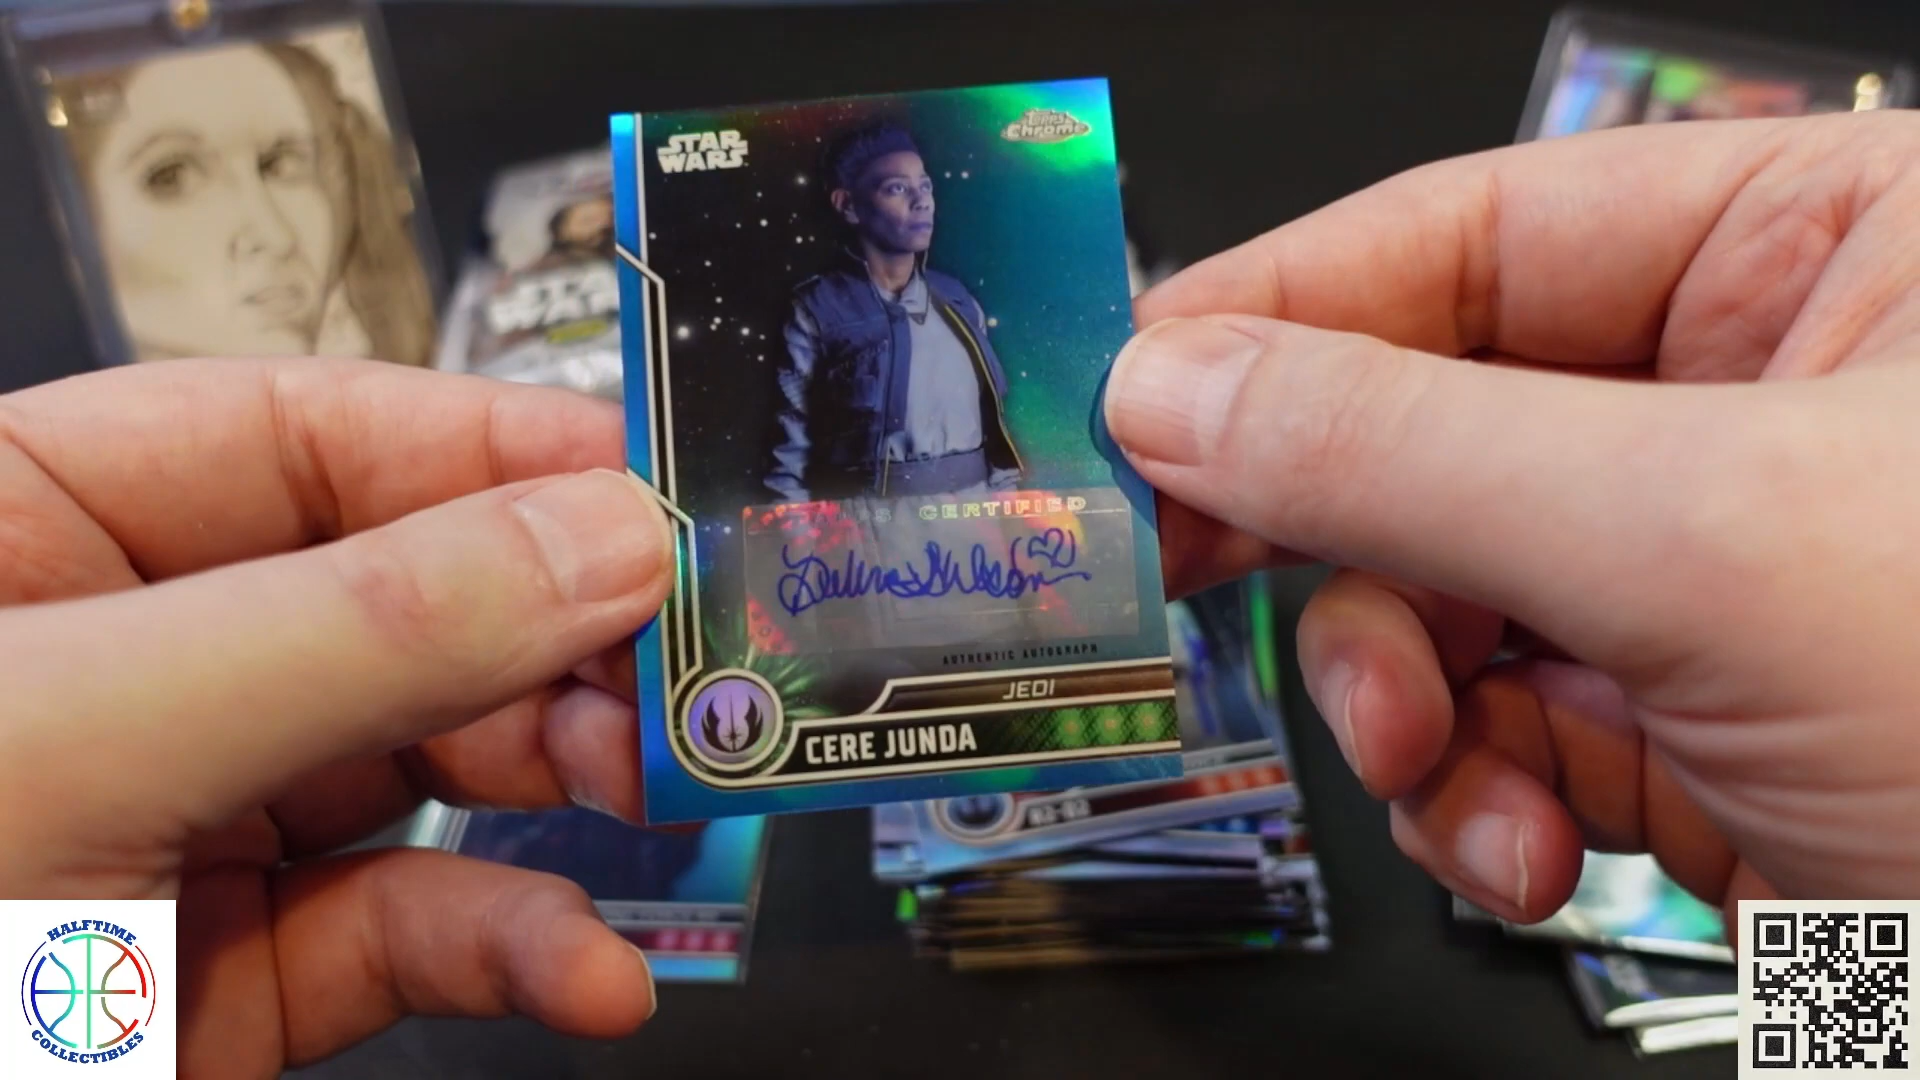 STAR
WARS
Topps
Chrome
CERTIFIED
AUTHENTIC AUTOGRAPH
JEDI
CERE JUNDA
HALFTIME
COLLECTIBLES